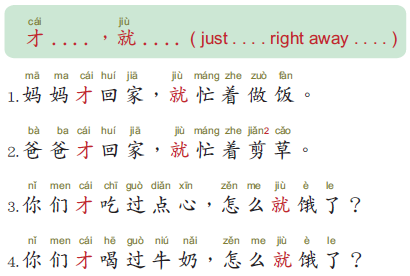 cái jiù
才 . . . . ，就 . . . . ( just . . . . right away . . . . )
mā ma cái huí jiā jiù máng zhe zuò fàn
1. 妈妈才回家，就忙着做饭。
bà ba cái huí jiā jiù máng zhe jiǎn2 cǎo
2. 爸爸才回家，就忙着剪草。
nǐ men cái chī guò diǎn xīn zěn me jiù è le
3. 你们才吃过点心，怎么就饿了？
nǐ men cái hē guò niú nǎi zěn me jiù è le
4. 你们才喝过牛奶，怎么就饿了？